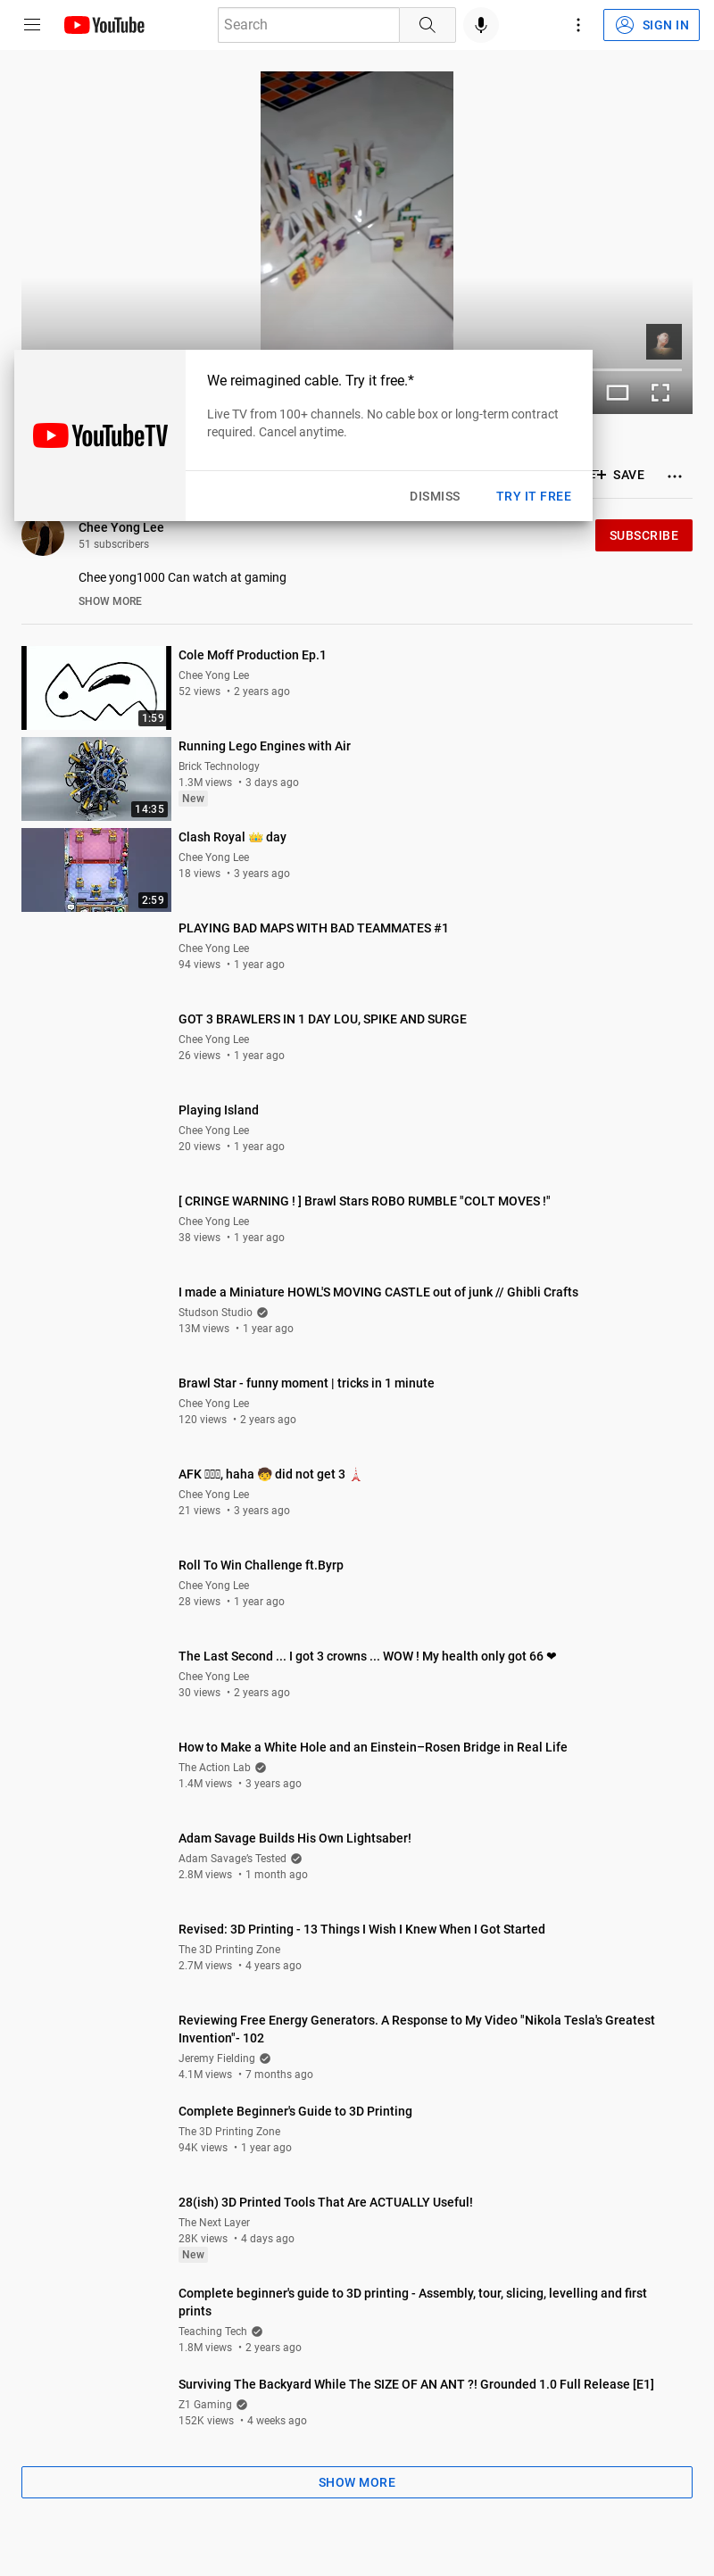 YouTube
Search
SIGN IN
We reimagined cable. Try it free.*
Live TV from 100+ channels. No cable box or long-term contract
required. Cancel anytime.
YouTubeTV
DISMISS
TRY IT FREE
SAVE
Chee Yong Lee
51 subscribers
SUBSCRIBE
Chee yong1000 Can watch at gaming
SHOW MORE
Cole Moff Production Ep.1
Chee Yong Lee
52 views • 2 years ago
1:59
Running Lego Engines with Air
Brick Technology
1.3M views • 3 days ago
New
14:35
Clash Royal 👑 day
Chee Yong Lee
18 views • 3 years ago
2:59
PLAYING BAD MAPS WITH BAD TEAMMATES #1
Chee Yong Lee
94 views • 1 year ago
GOT 3 BRAWLERS IN 1 DAY LOU, SPIKE AND SURGE
Chee Yong Lee
26 views • 1 year ago
Playing Island
Chee Yong Lee
20 views • 1 year ago
[ CRINGE WARNING ! ] Brawl Stars ROBO RUMBLE "COLT MOVES !"
Chee Yong Lee
38 views • 1 year ago
I made a Miniature HOWL'S MOVING CASTLE out of junk // Ghibli Crafts
Studson Studio
13M views • 1 year ago
Brawl Star - funny moment | tricks in 1 minute
Chee Yong Lee
120 views • 2 years ago
AFK , haha 🧒 did not get 3 🗼
Chee Yong Lee
21 views • 3 years ago
Roll To Win Challenge ft.Byrp
Chee Yong Lee
28 views • 1 year ago
The Last Second ... I got 3 crowns ... WOW ! My health only got 66 ❤
Chee Yong Lee
30 views • 2 years ago
How to Make a White Hole and an Einstein–Rosen Bridge in Real Life
The Action Lab
1.4M views • 3 years ago
Adam Savage Builds His Own Lightsaber!
Adam Savage's Tested
2.8M views • 1 month ago
Revised: 3D Printing - 13 Things I Wish I Knew When I Got Started
The 3D Printing Zone
2.7M views • 4 years ago
Reviewing Free Energy Generators. A Response to My Video "Nikola Tesla's Greatest
Invention"- 102
Jeremy Fielding
4.1M views • 7 months ago
Complete Beginner's Guide to 3D Printing
The 3D Printing Zone
94K views • 1 year ago
28(ish) 3D Printed Tools That Are ACTUALLY Useful!
The Next Layer
28K views • 4 days ago
New
Complete beginner's guide to 3D printing - Assembly, tour, slicing, levelling and first
prints
Teaching Tech
1.8M views • 2 years ago
Surviving The Backyard While The SIZE OF AN ANT ?! Grounded 1.0 Full Release [E1]
Z1 Gaming
152K views • 4 weeks ago
SHOW MORE